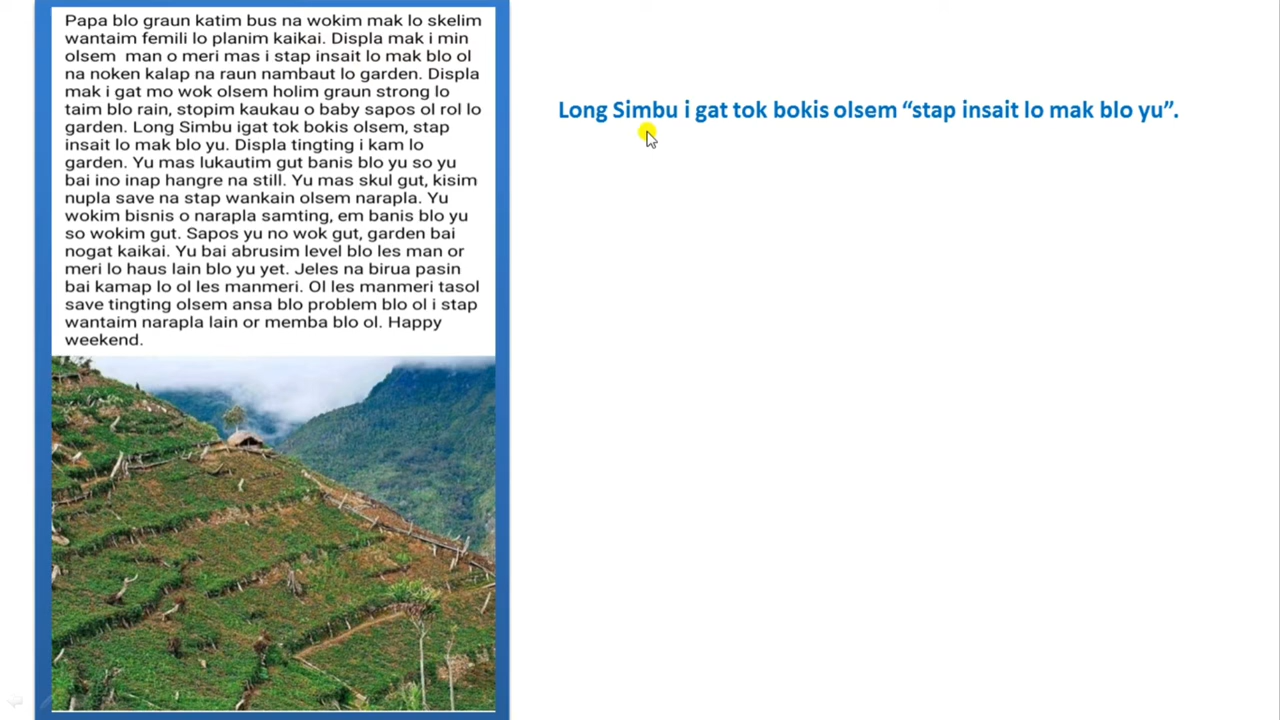 Papa blo graun katim bus na wokim mak lo skelim
wantaim femili lo planim kaikai. Displa mak i min
olsem man o meri mas i stap insait lo mak blo ol
na noken kalap na raun nambaut lo garden. Displa
mak i gat mo wok olsem holim graun strong lo
taim blo rain, stopim kaukau o baby sapos ol rol lo
garden. Long Simbu igat tok bokis olsem, stap
insait lo mak blo yu. Displa tingting i kam lo
garden. Yu mas lukautim gut banis blo yu so yu
bai ino inap hangre na still. Yu mas skul gut, kisim
nupla save na stap wankain olsem narapla. Yu
wokim bisnis o narapla samting, em banis blo yu
so wokim gut. Sapos yu no wok gut, garden bai
nogat kaikai. Yu bai abrusim level blo les man or
meri lo haus lain blo yu yet. Jeles na birua pasin
bai kamap lo ol les manmeri. Ol les manmeri tasol
save tingting olsem ansa blo problem blo ol i stap
wantaim narapla lain or memba blo ol. Happy
weekend.
Long Simbu i gat tok bokis olsem “stap insait lo mak blo yu”.